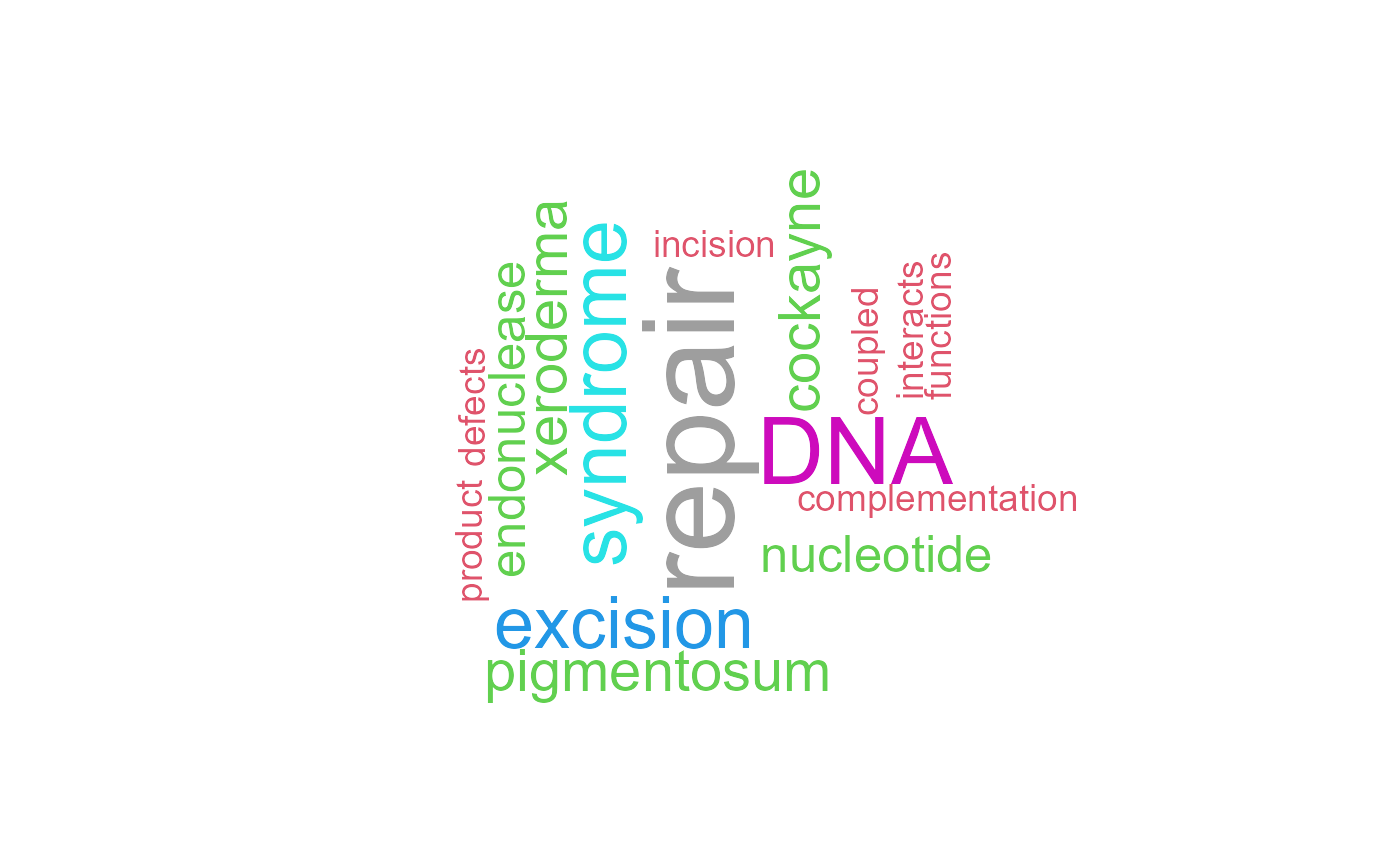 product
defects
endonuclease
xeroderma
syndrome
incision
repair
cockayne
coupled
interacts
functions
DNA
complementation
nucleotide
excision
pigmentosum